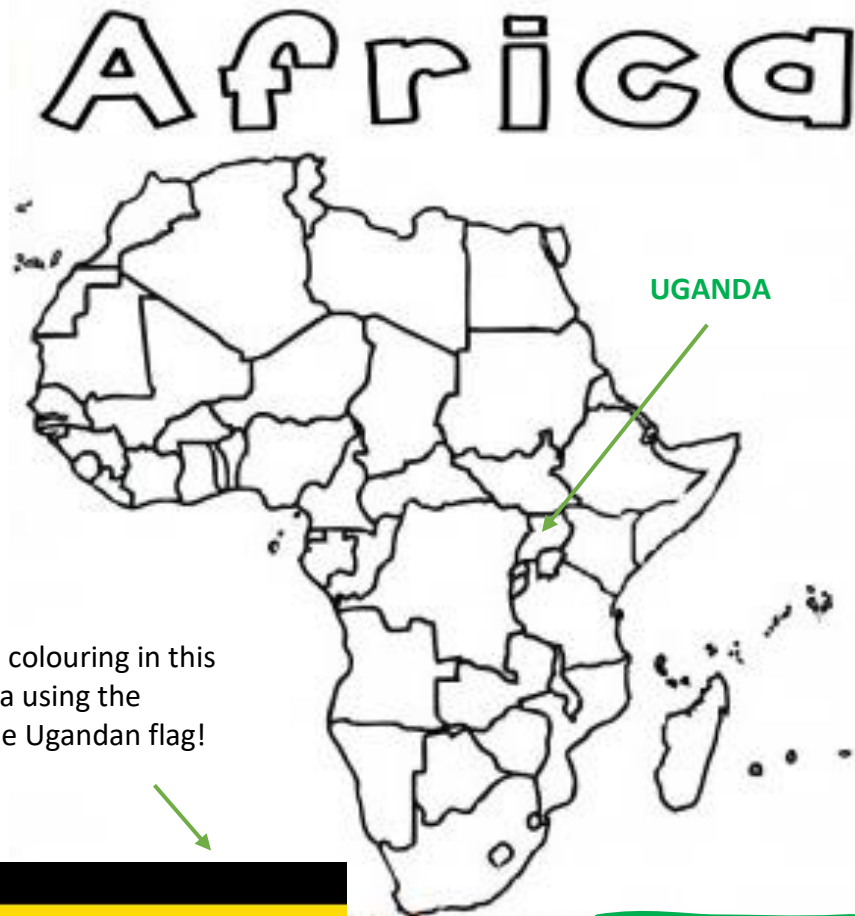 Africa
UGANDA
colouring in this
a using the
e Ugandan flag!